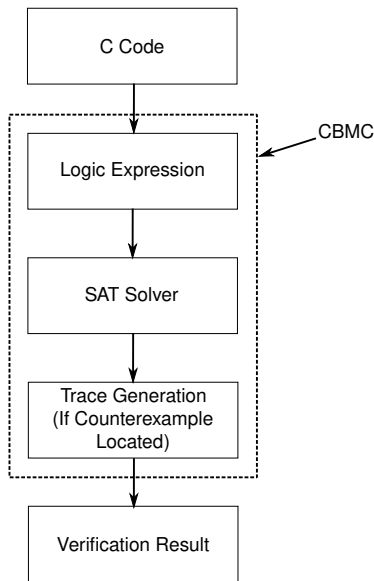 C Code
CBMC
Logic Expression
SAT Solver
Trace Generation
(If Counterexample
Located)
Verification Result